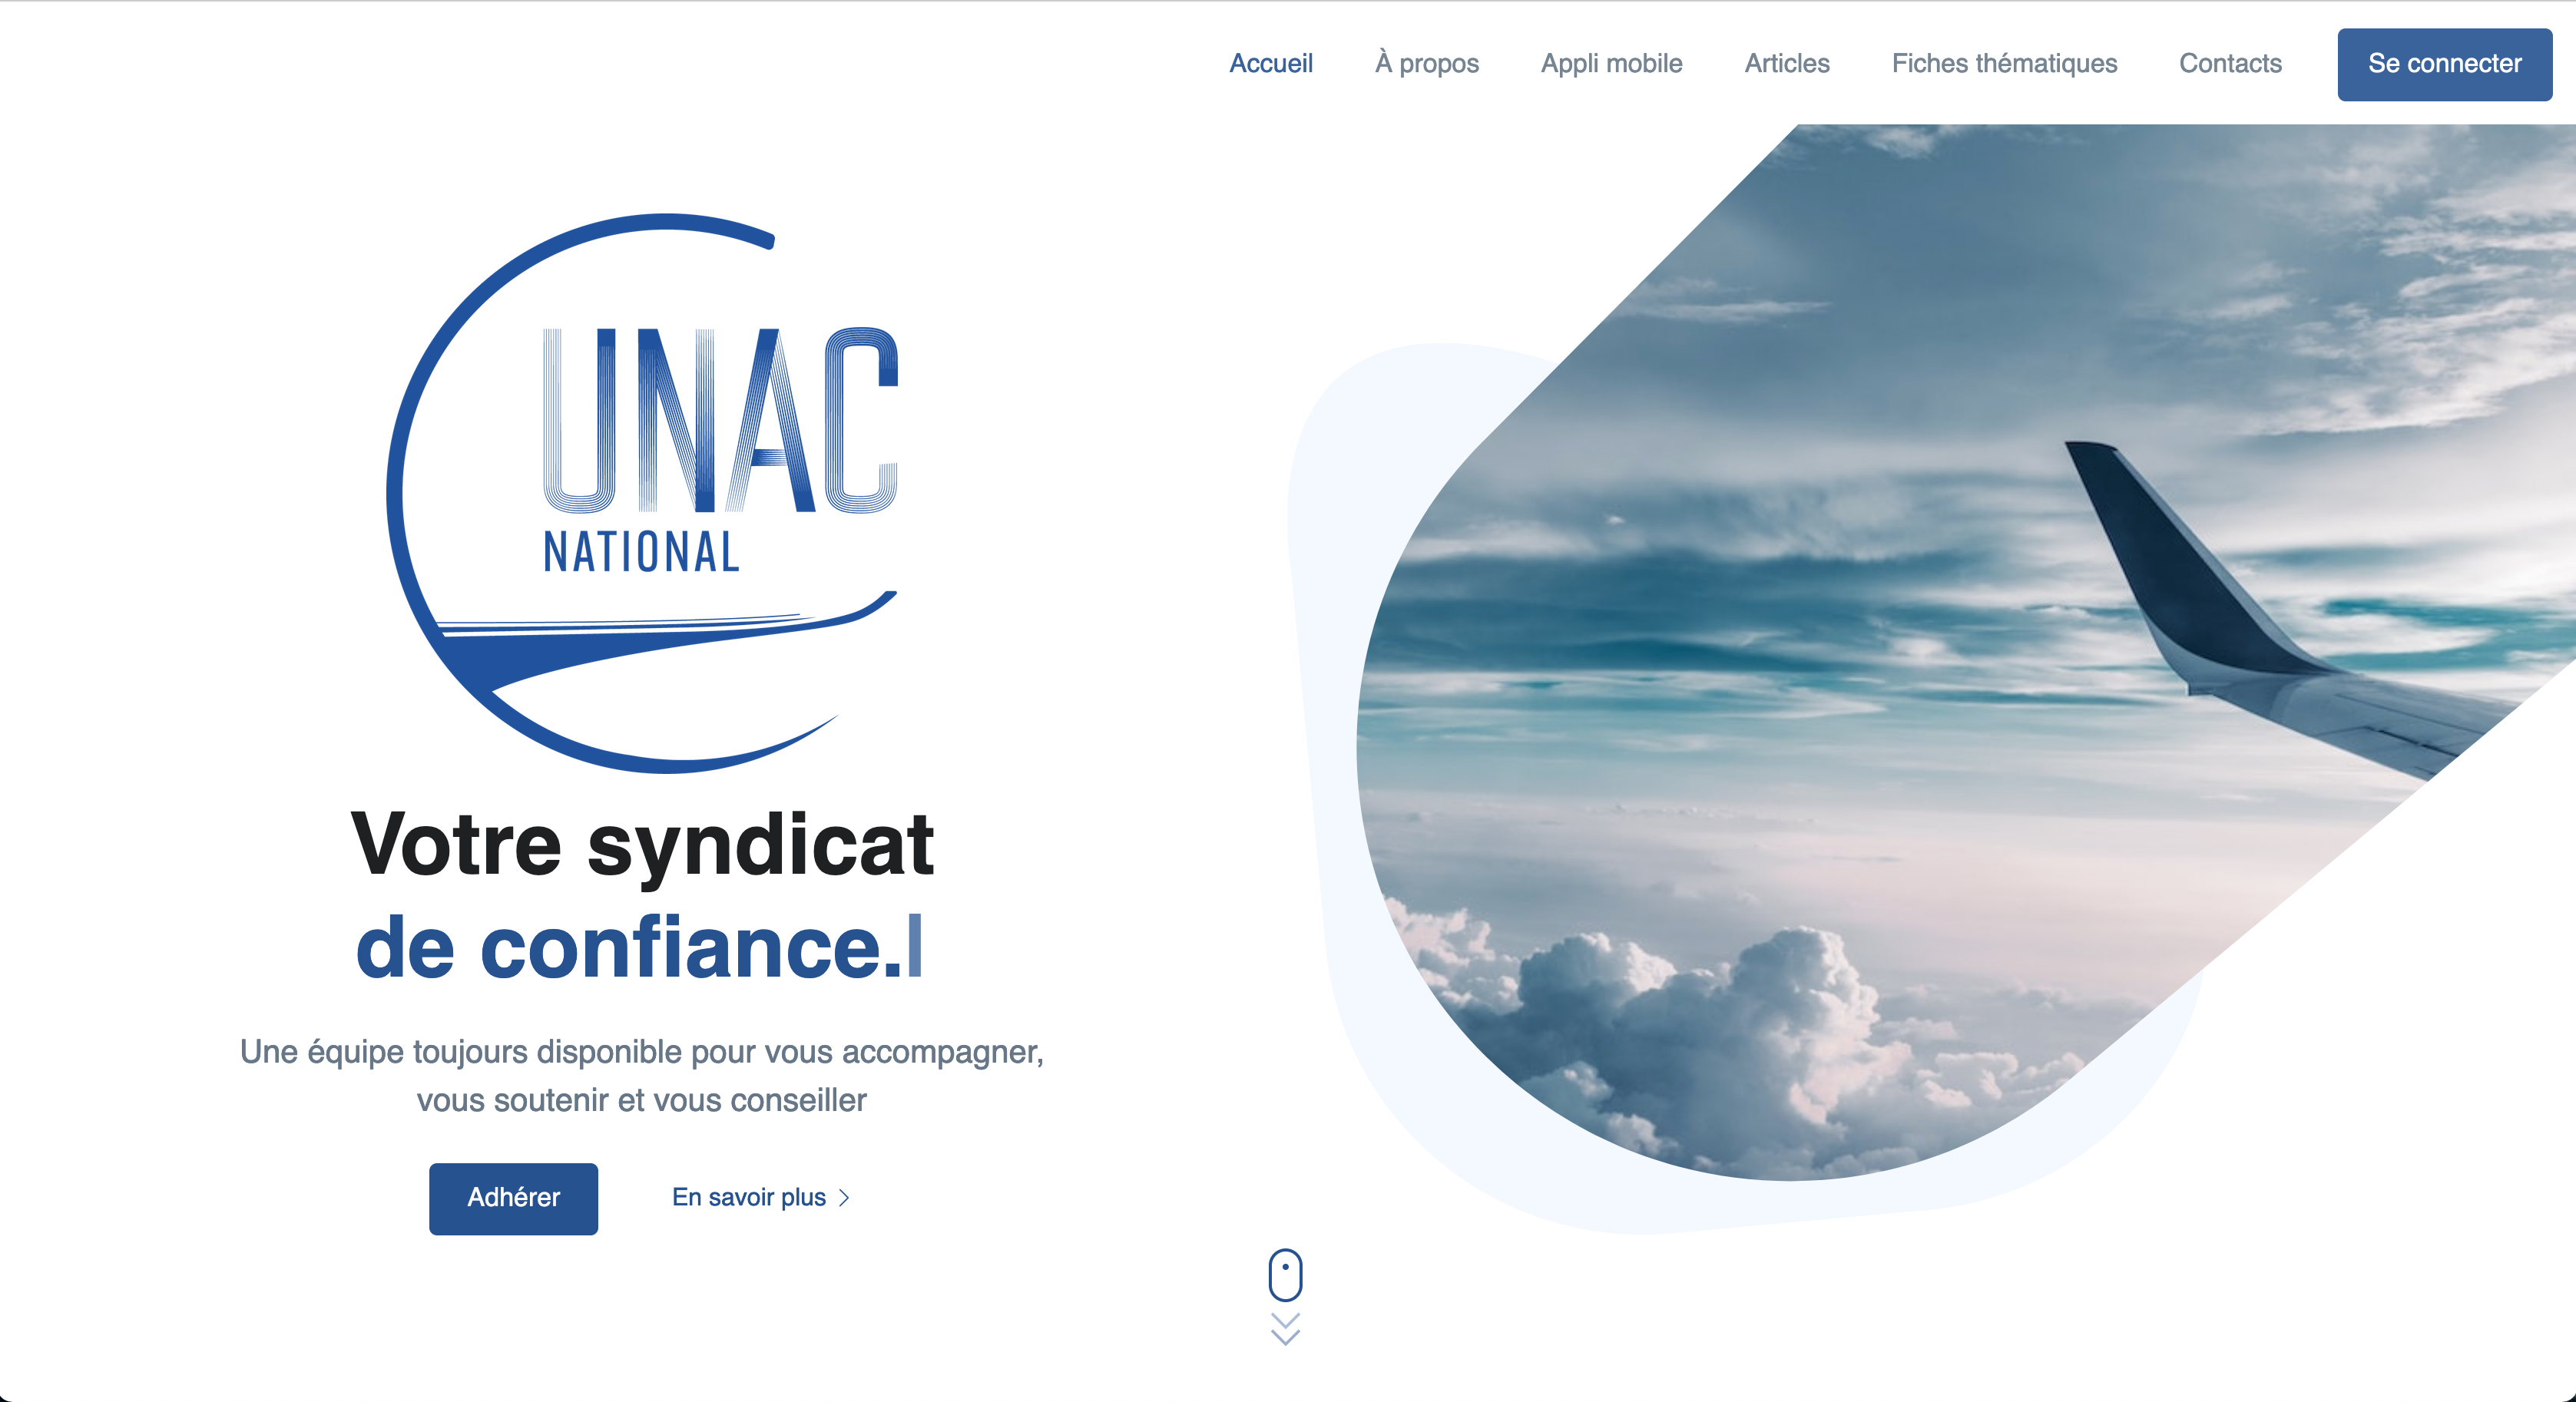 Accueil À propos Appli mobile Articles Fiches thématiques Contacts Se connecter
UNAC
NATIONAL
Votre syndicat
de confiance.
Une équipe toujours disponible pour vous accompagner,
vous soutenir et vous conseiller
Adhérer En savoir plus